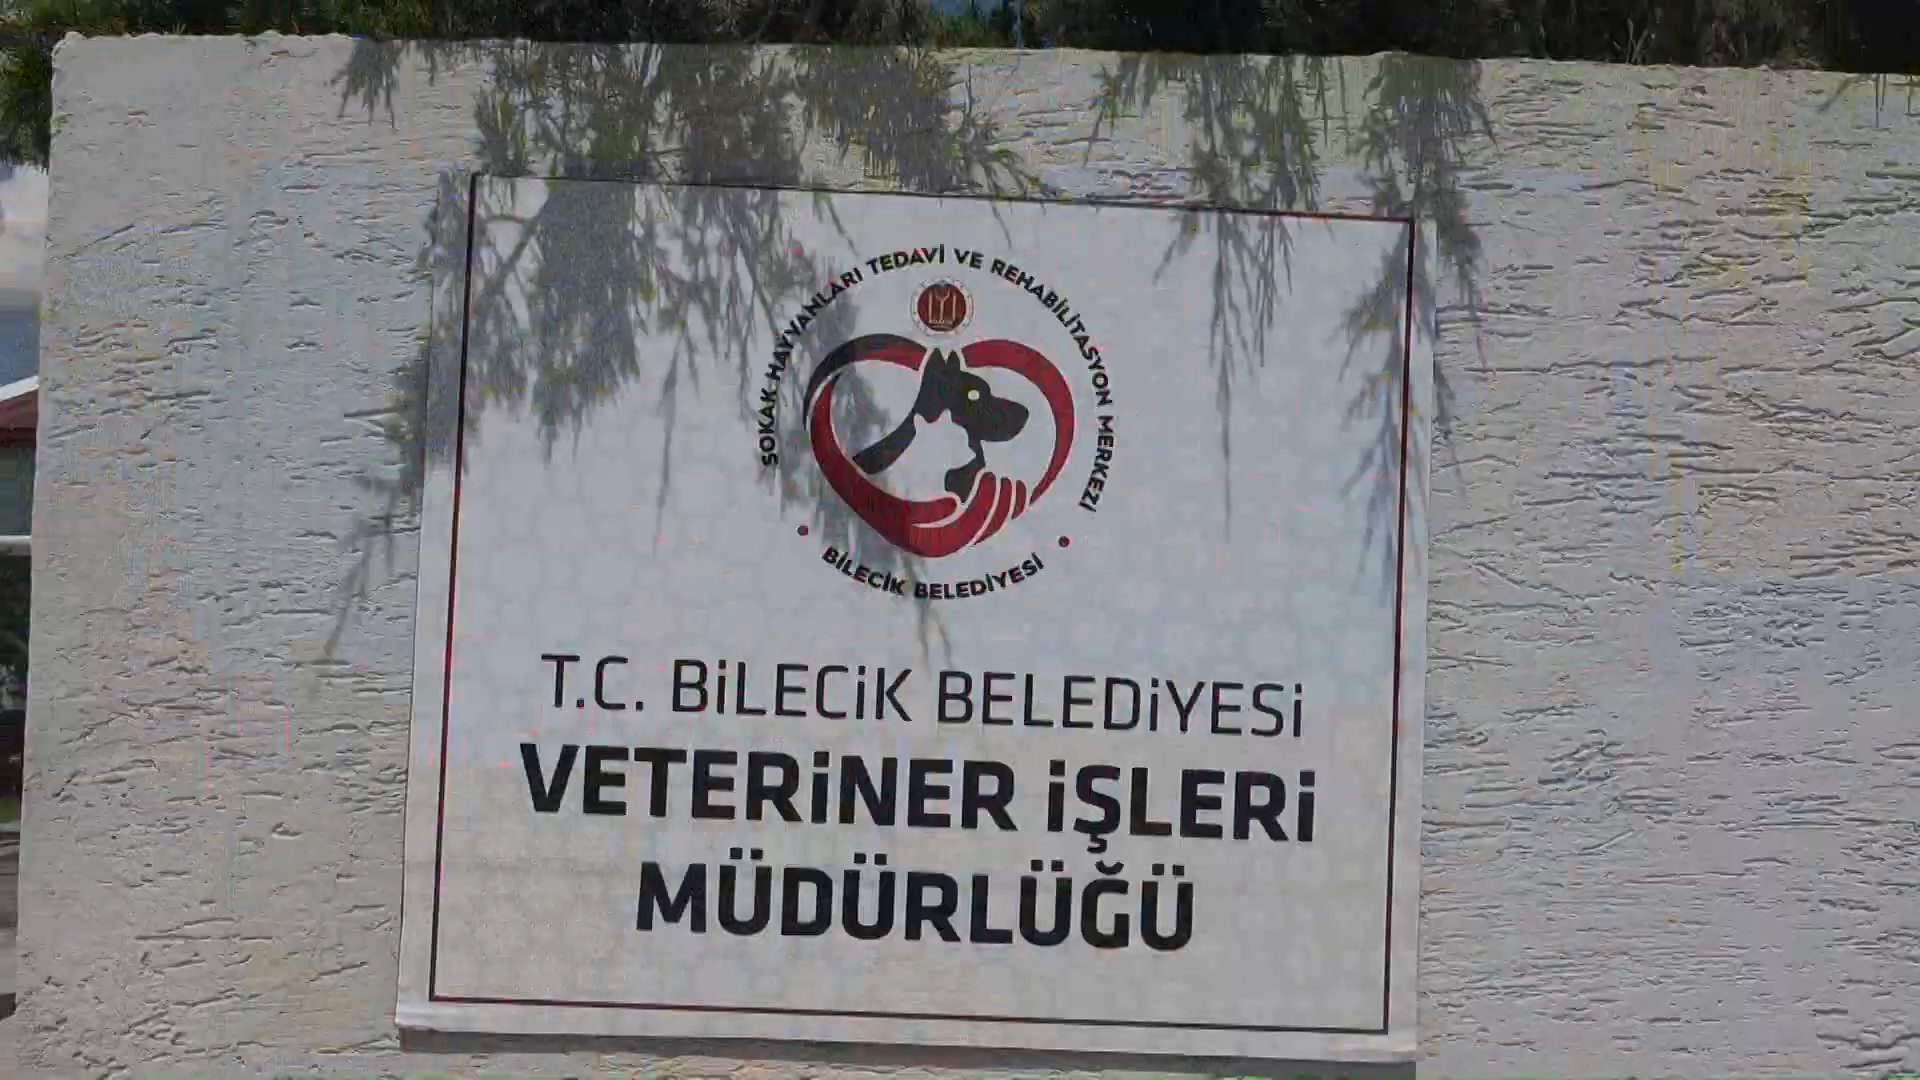 SOKAK HAYVANLARI TEDAVİ VE REHABİLİTASYON MERKEZİ
BİLECİK BELEDİYESİ
T.C. BİLECİK BELEDİYESİ
VETERİNER İŞLERİ
MÜDÜRLÜĞÜ